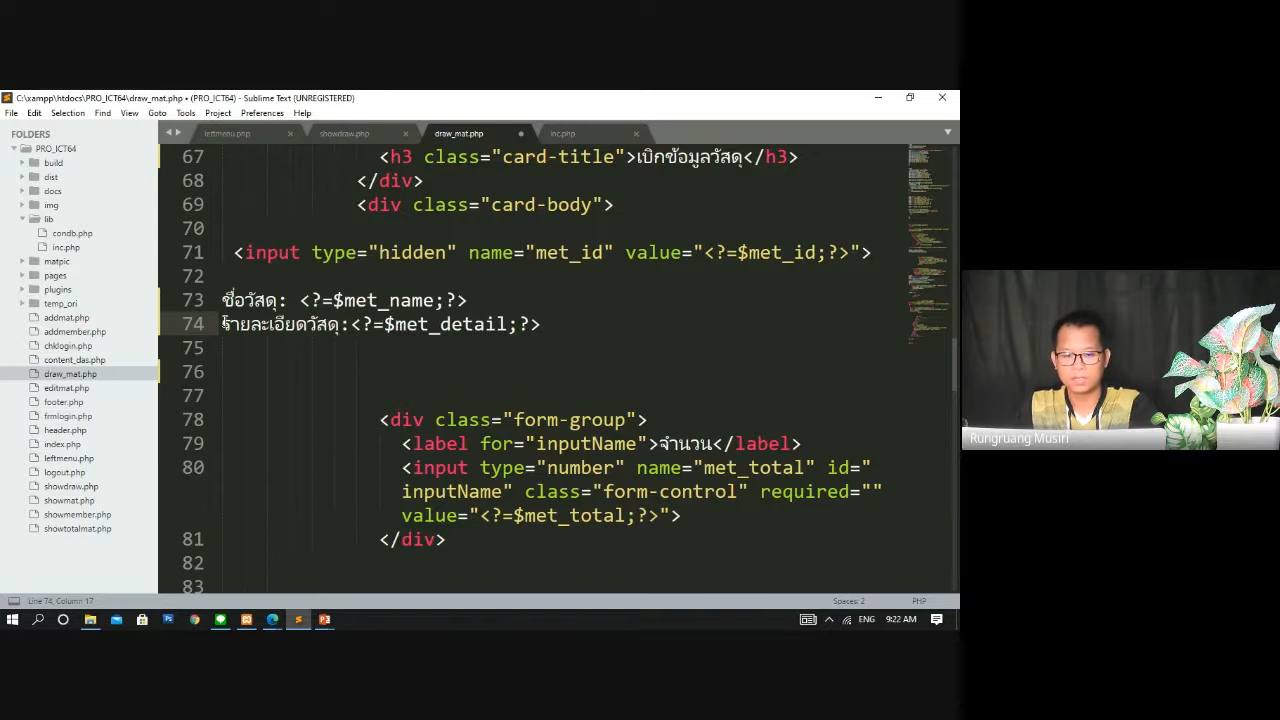 C:\xampp\htdocs\PRO_ICT64\draw_mat.php • (PRO_ICT64) - Sublime Text (UNREGISTERED)
File Edit Selection Find View Goto Tools Project Preferences Help
FOLDERS
PRO_ICT64
build
dist
docs
img
lib
condb.php
inc.php
matpic
pages
plugins
temp_ori
addmat.php
addmember.php
chklogin.php
content_das.php
draw_mat.php
editmat.php
footer.php
frmlogin.php
header.php
index.php
leftmenu.php
logout.php
showdraw.php
showmat.php
showmember.php
showtotalmat.php
leftmenu.php showdraw.php draw_mat.php inc.php
67 <h3 class="card-title">เบิกข้อมูลวัสดุ</h3>
68 </div>
69 <div class="card-body">
70
71 <input type="hidden" name="met_id" value="<?=$met_id;?>">
72
73 ชื่อวัสดุ: <?=$met_name;?>
74 รายละเอียดวัสดุ:<?=$met_detail;?>
75
76
77
78 <div class="form-group">
79 <label for="inputName">จำนวน</label>
80 <input type="number" name="met_total" id="
inputName" class="form-control" required=""
value="<?=$met_total;?>">
81 </div>
82
83
Line 74, Column 17 Spaces: 2 PHP
ENG 9:22 AM
Rungruang Musiri